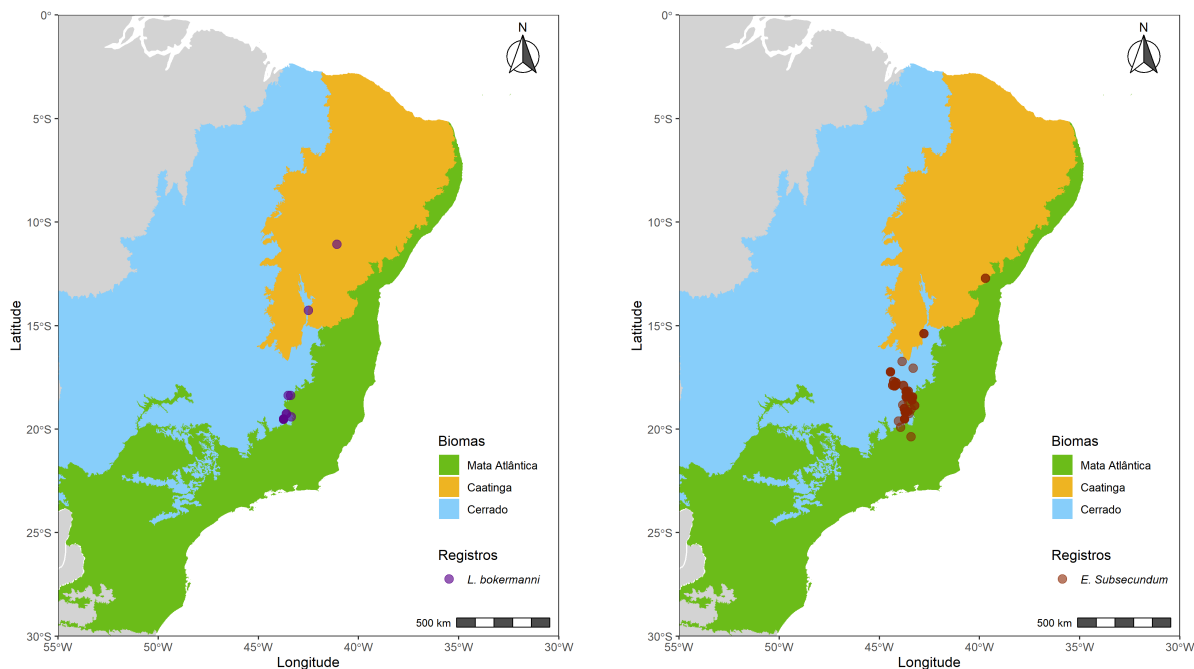 N
0°
5°S
10°S
15°S
20°S
25°S
30°S
Latitude
Biomas
Mata Atlântica
Caatinga
Cerrado
Registros
L. bokermanni
500 km
55°W
50°W
45°W
40°W
35°W
30°W
Longitude
N
0°
5°S
10°S
15°S
20°S
25°S
30°S
Latitude
Biomas
Mata Atlântica
Caatinga
Cerrado
Registros
E. Subsecundum
500 km
55°W
50°W
45°W
40°W
35°W
30°W
Longitude